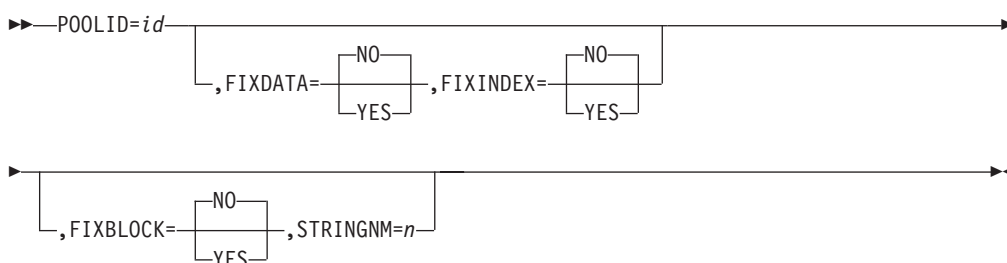 POOLID=id
NO NO
,FIXDATA= ,FIXINDEX=
YES YES
NO
,FIXBLOCK= ,STRINGNM=n
YES